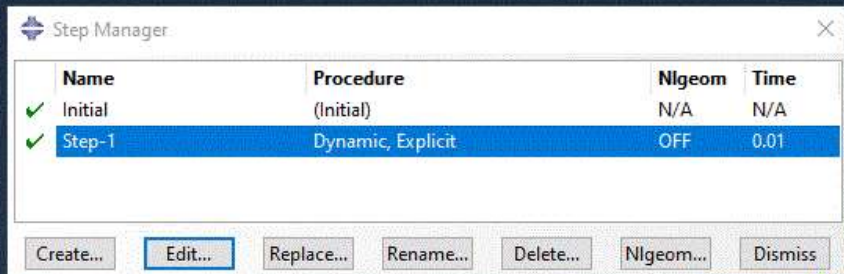 Step Manager
Name Procedure Nlgeom Time
Initial (Initial) N/A N/A
Step-1 Dynamic, Explicit OFF 0.01
Create... Edit... Replace... Rename... Delete... Nlgeom... Dismiss